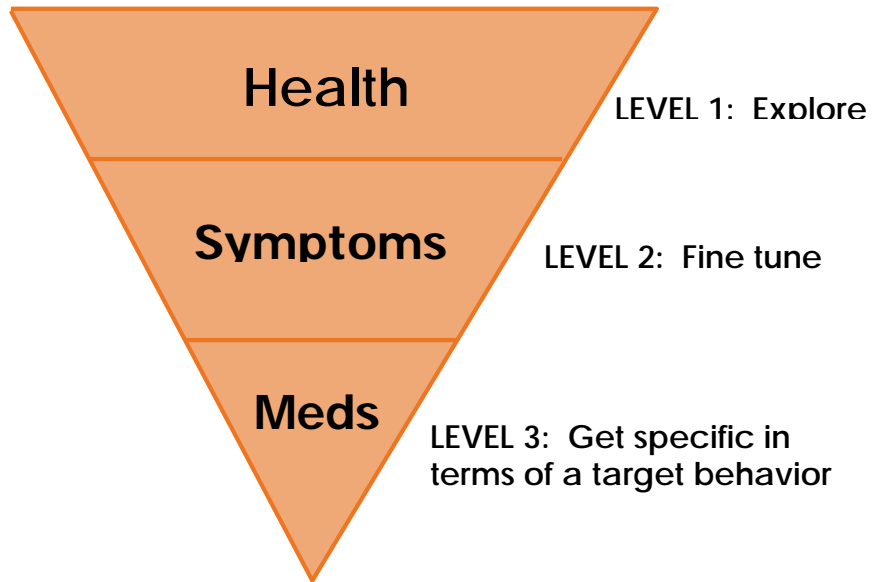 Health
LEVEL 1: Explore
Symptoms
LEVEL 2: Fine tune
Meds
LEVEL 3: Get specific in
terms of a target behavior